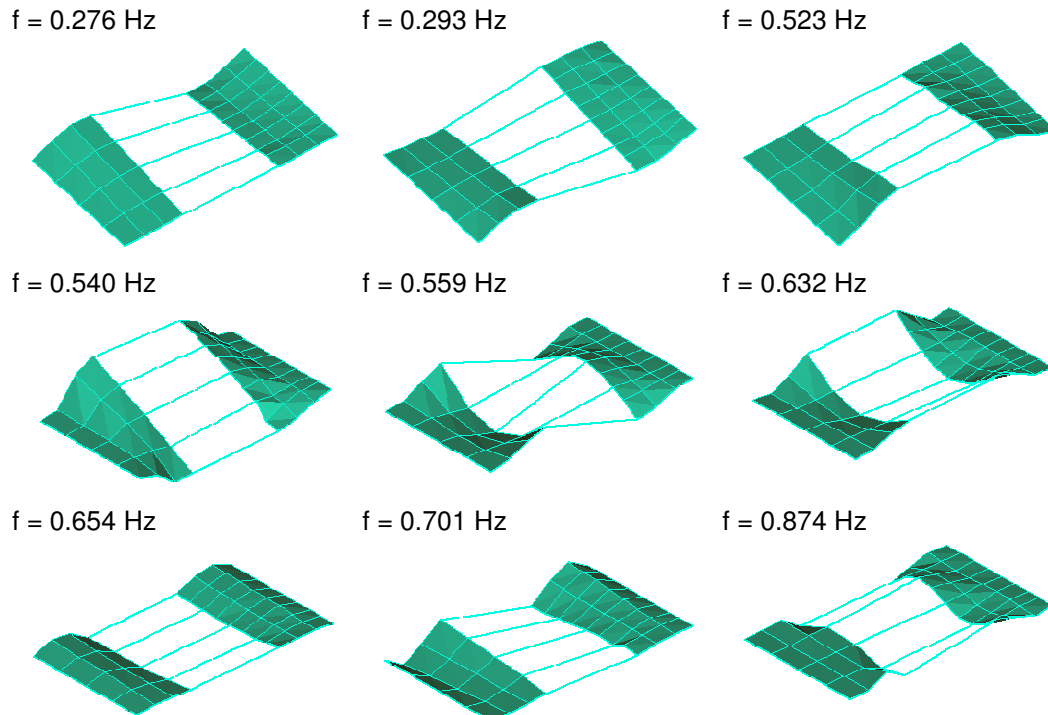 f = 0.276 Hz
f = 0.293 Hz
f = 0.523 Hz
f = 0.540 Hz
f = 0.559 Hz
f = 0.632 Hz
f = 0.654 Hz
f = 0.701 Hz
f = 0.874 Hz